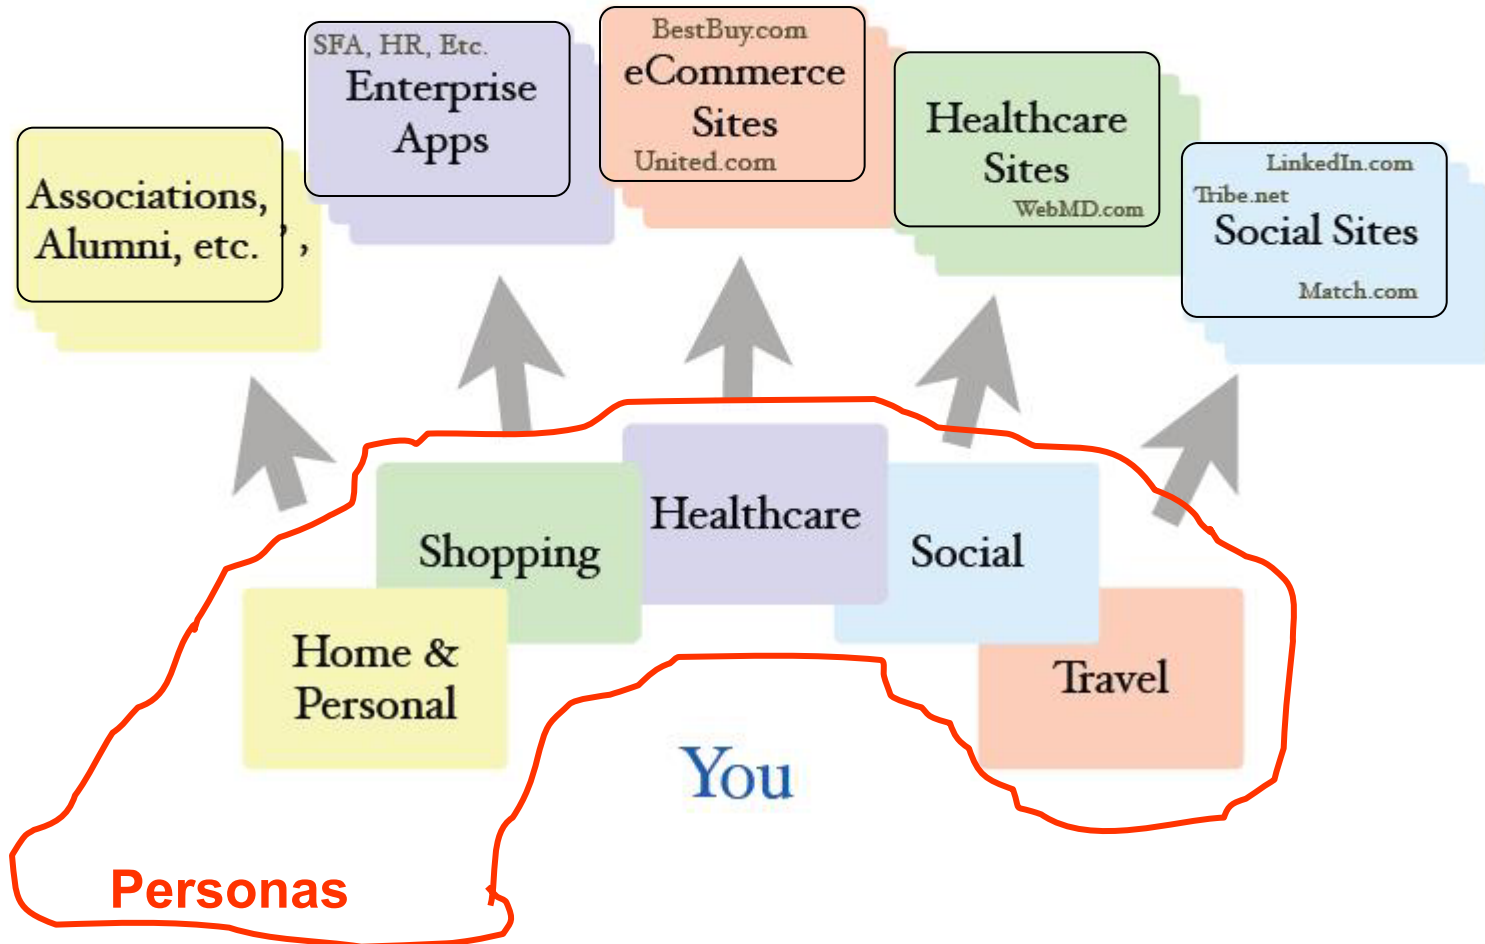 SFA, HR, Etc.
Enterprise
Apps
BestBuy.com
eCommerce
Sites
United.com
Healthcare
Sites
WebMD.com
Associations,
Alumni, etc. ’ ,
LinkedIn.com
Tribe.net
Social Sites
Match.com
Healthcare
Shopping
Social
Home &
Personal
Travel
You
Personas